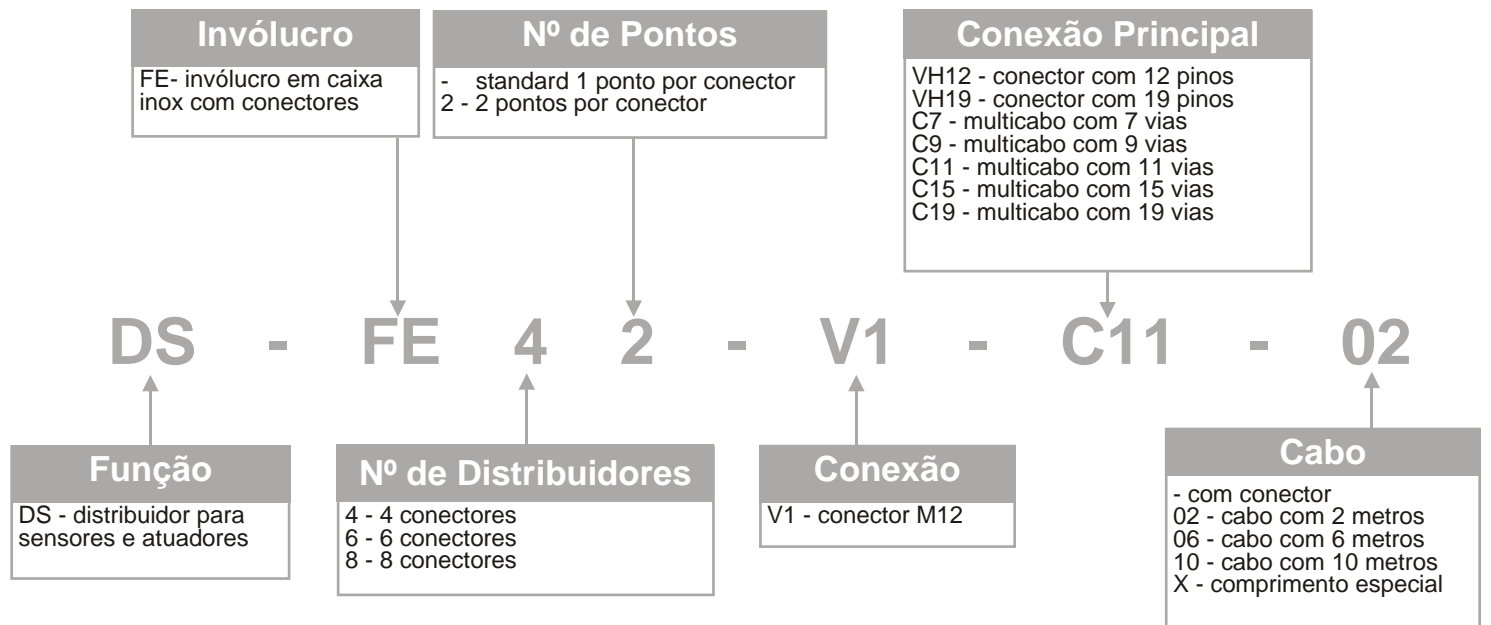 Invólucro
FE- invólucro em caixa
inox com conectores
Nº de Pontos
- standard 1 ponto por conector
2 - 2 pontos por conector
Conexão Principal
VH12 - conector com 12 pinos
VH19 - conector com 19 pinos
C7 - multicabo com 7 vias
C9 - multicabo com 9 vias
C11 - multicabo com 11 vias
C15 - multicabo com 15 vias
C19 - multicabo com 19 vias
DS - FE 4 2 - V1 - C11 - 02
Função
DS - distribuidor para
sensores e atuadores
Nº de Distribuidores
4 - 4 conectores
6 - 6 conectores
8 - 8 conectores
Conexão
V1 - conector M12
Cabo
- com conector
02 - cabo com 2 metros
06 - cabo com 6 metros
10 - cabo com 10 metros
X - comprimento especial